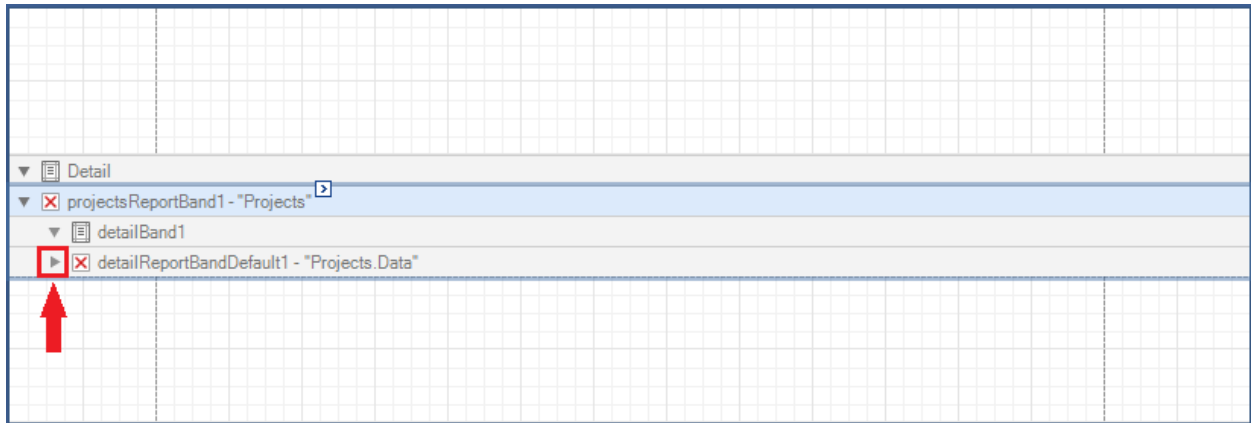 Detail
projectsReportBand1 - "Projects"
detailBand1
detailReportBandDefault1 - "Projects.Data"